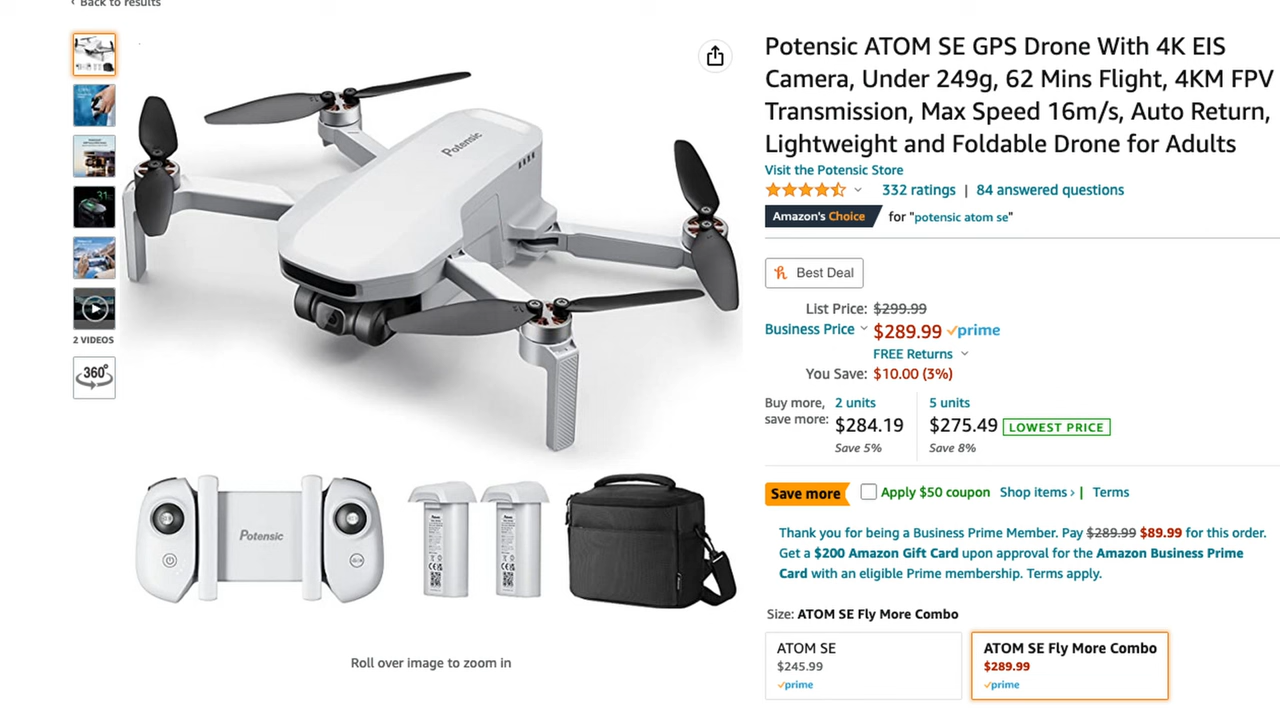 ‹ Back to results
Potensic ATOM SE GPS Drone With 4K EIS
Camera, Under 249g, 62 Mins Flight, 4KM FPV
Transmission, Max Speed 16m/s, Auto Return,
Lightweight and Foldable Drone for Adults
Visit the Potensic Store
332 ratings | 84 answered questions
Amazon's Choice for "potensic atom se"
Best Deal
List Price: $299.99
Business Price $289.99 prime
FREE Returns
You Save: $10.00 (3%)
Buy more, save more:
2 units
$284.19
Save 5%
5 units
$275.49 LOWEST PRICE
Save 8%
Save more Apply $50 coupon Shop items › | Terms
Thank you for being a Business Prime Member. Pay $289.99 $89.99 for this order.
Get a $200 Amazon Gift Card upon approval for the Amazon Business Prime
Card with an eligible Prime membership. Terms apply.
Size: ATOM SE Fly More Combo
ATOM SE
$245.99
prime
ATOM SE Fly More Combo
$289.99
prime
2 VIDEOS
360°
Potensic
Potensic
Roll over image to zoom in